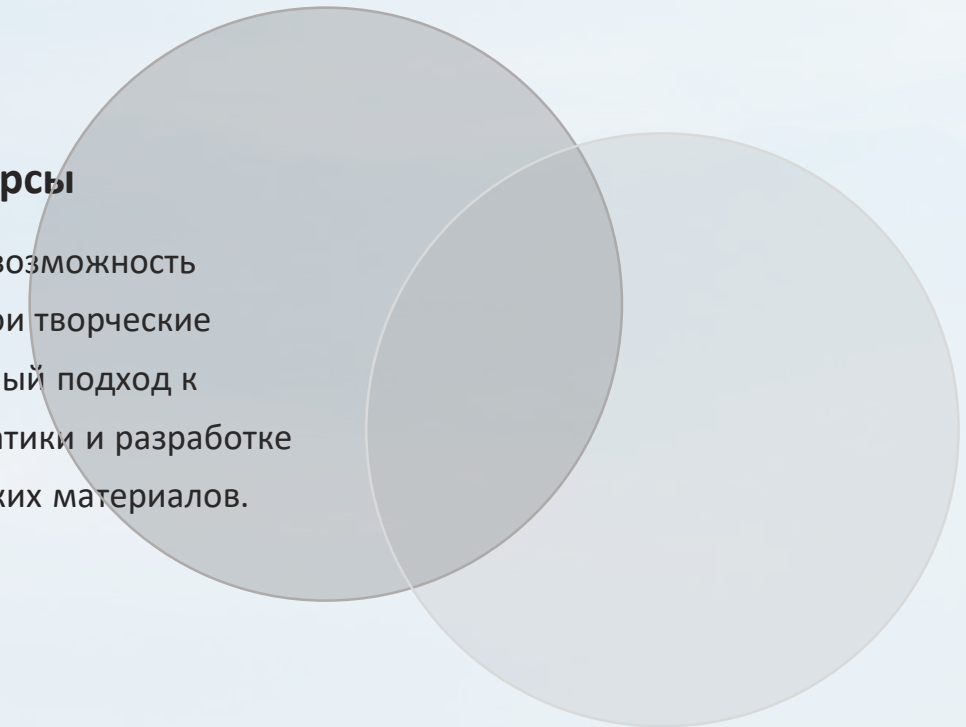 рсы
возможность
ри творческие
ый подход к
атики и разработке
ких материалов.